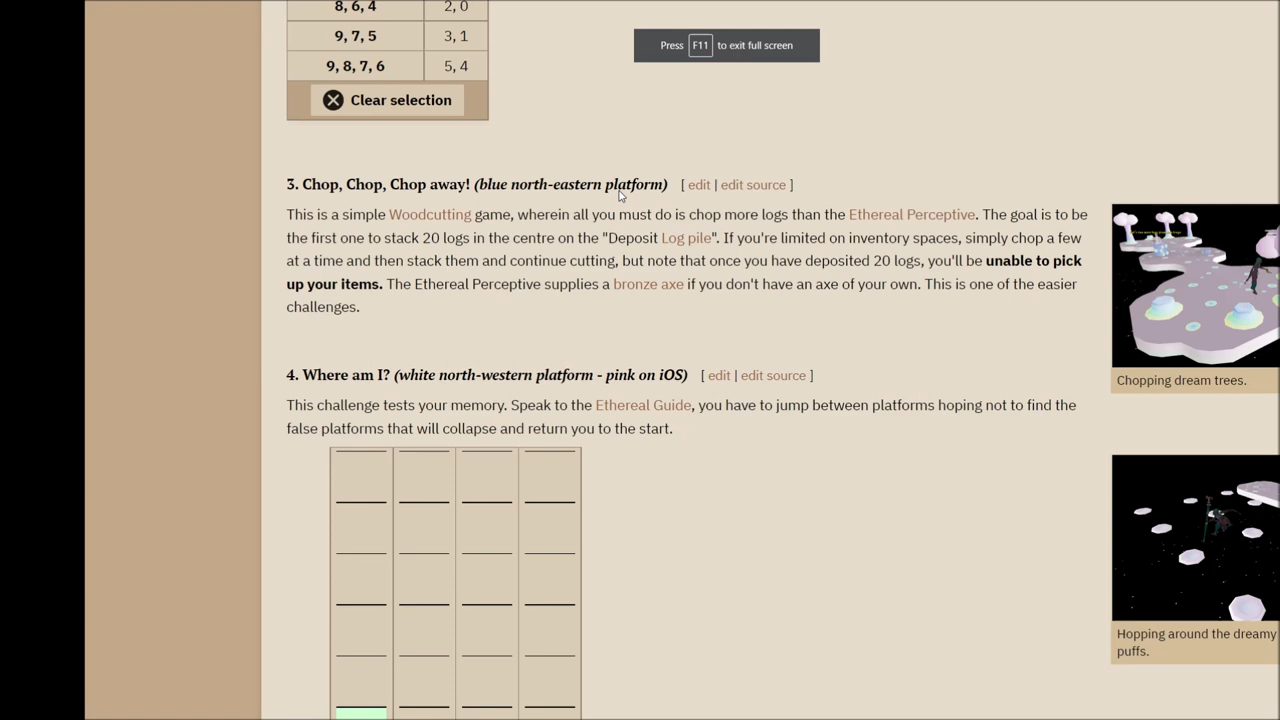 8, 6, 4 2, 0
9, 7, 5 3, 1
9, 8, 7, 6 5, 4
Clear selection
Press F11 to exit full screen
3. Chop, Chop, Chop away! (blue north-eastern platform) [ edit | edit source ]
This is a simple Woodcutting game, wherein all you must do is chop more logs than the Ethereal Perceptive. The goal is to be
the first one to stack 20 logs in the centre on the "Deposit Log pile". If you're limited on inventory spaces, simply chop a few
at a time and then stack them and continue cutting, but note that once you have deposited 20 logs, you'll be unable to pick
up your items. The Ethereal Perceptive supplies a bronze axe if you don't have an axe of your own. This is one of the easier
challenges.
Chopping dream trees.
4. Where am I? (white north-western platform - pink on iOS) [ edit | edit source ]
This challenge tests your memory. Speak to the Ethereal Guide, you have to jump between platforms hoping not to find the
false platforms that will collapse and return you to the start.
Hopping around the dreamy
puffs.